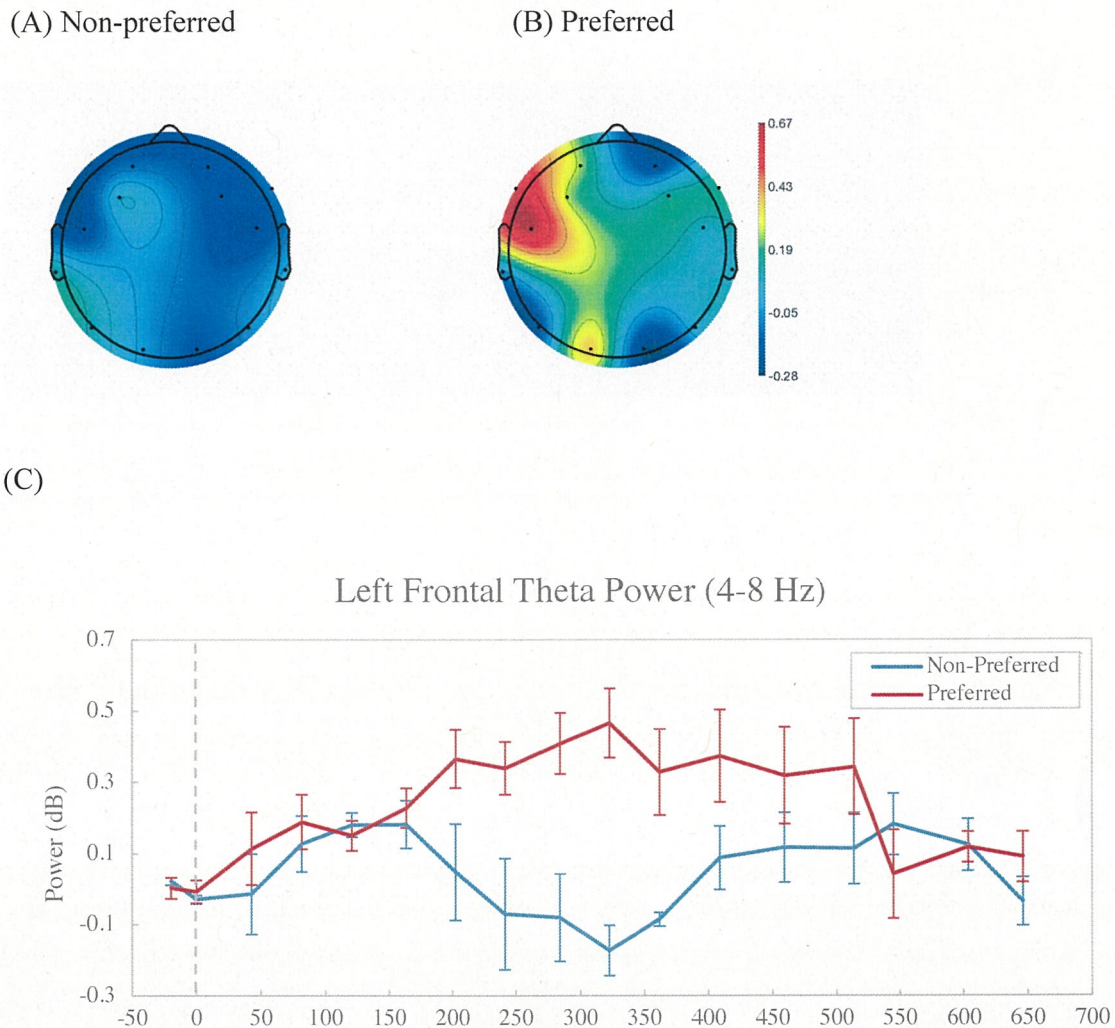 (A) Non-preferred
(B) Preferred
0.67
0.43
0.19
-0.05
-0.28
(C)
Left Frontal Theta Power (4-8 Hz)
Power (dB)
0.7
0.5
0.3
0.1
-0.1
-0.3
Non-Preferred
Preferred
-50 0 50 100 150 200 250 300 350 400 450 500 550 600 650 700